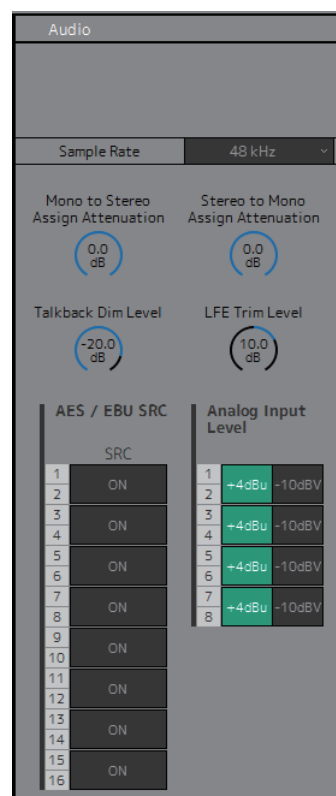 Audio
Sample Rate 48 kHz
Mono to Stereo Assign Attenuation
Stereo to Mono Assign Attenuation
0.0 dB
0.0 dB
Talkback Dim Level
LFE Trim Level
-20.0 dB
10.0 dB
AES / EBU SRC
SRC
1
2
ON
3
4
ON
5
6
ON
7
8
ON
9
10
ON
11
12
ON
13
14
ON
15
16
ON
Analog Input
Level
1
2
+4dBu -10dBV
3
4
+4dBu -10dBV
5
6
+4dBu -10dBV
7
8
+4dBu -10dBV